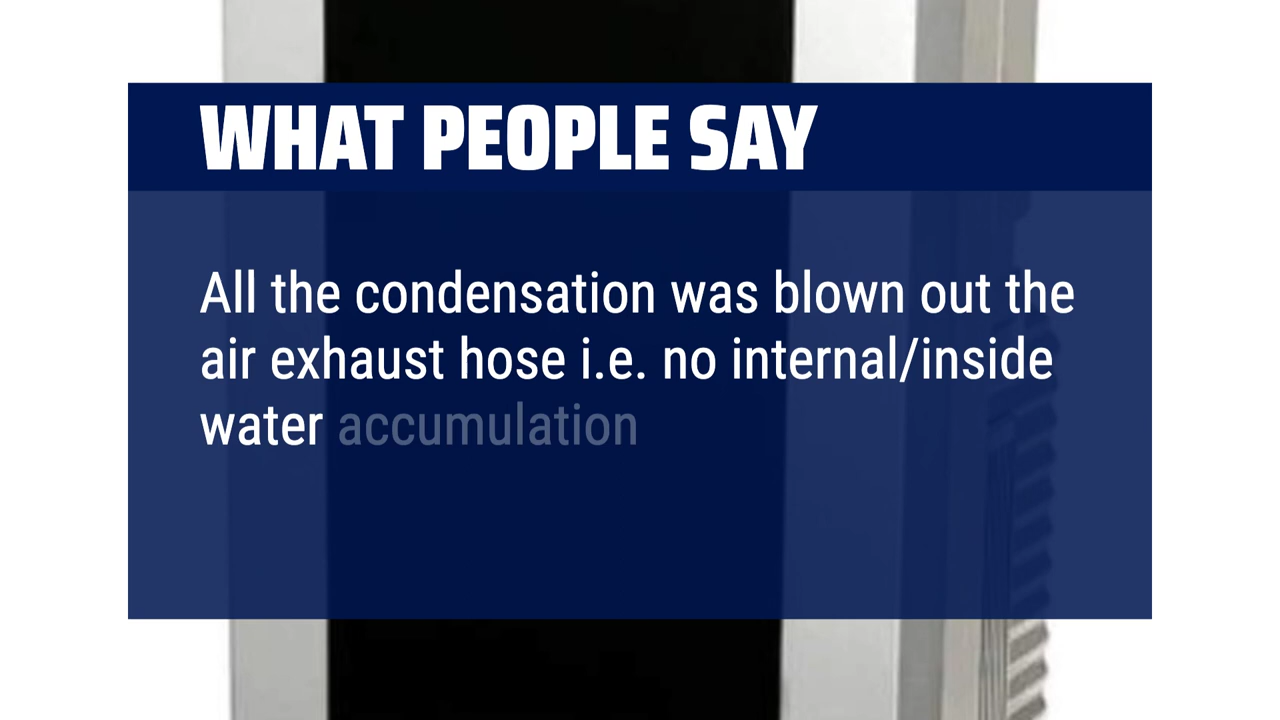 WHAT PEOPLE SAY
All the condensation was blown out the
air exhaust hose i.e. no internal/inside
water accumulation